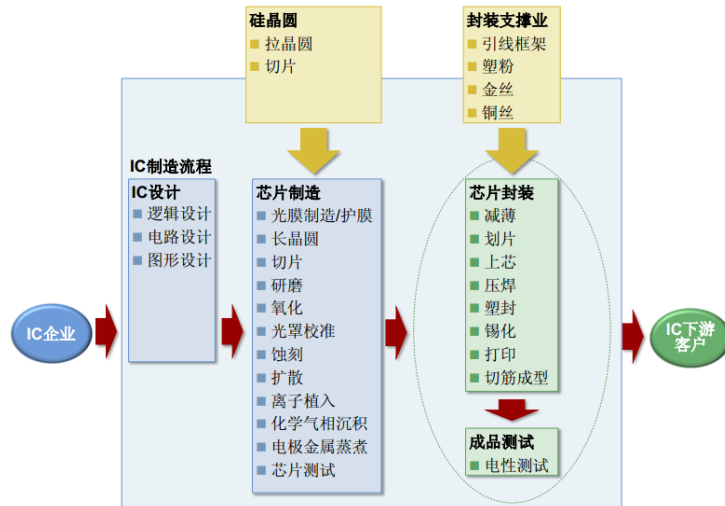 硅晶圆
拉晶圆
切片
封装支撑业
引线框架
塑粉
金丝
铜丝
IC制造流程
IC设计
逻辑设计
电路设计
图形设计
芯片制造
光膜制造/护膜
长晶圆
切片
研磨
氧化
光罩校准
蚀刻
扩散
离子植入
化学气相沉积
电极金属蒸煮
芯片测试
芯片封装
减薄
划片
上芯
压焊
塑封
锡化
打印
切筋成型
成品测试
电性测试
IC企业
IC下游
客户